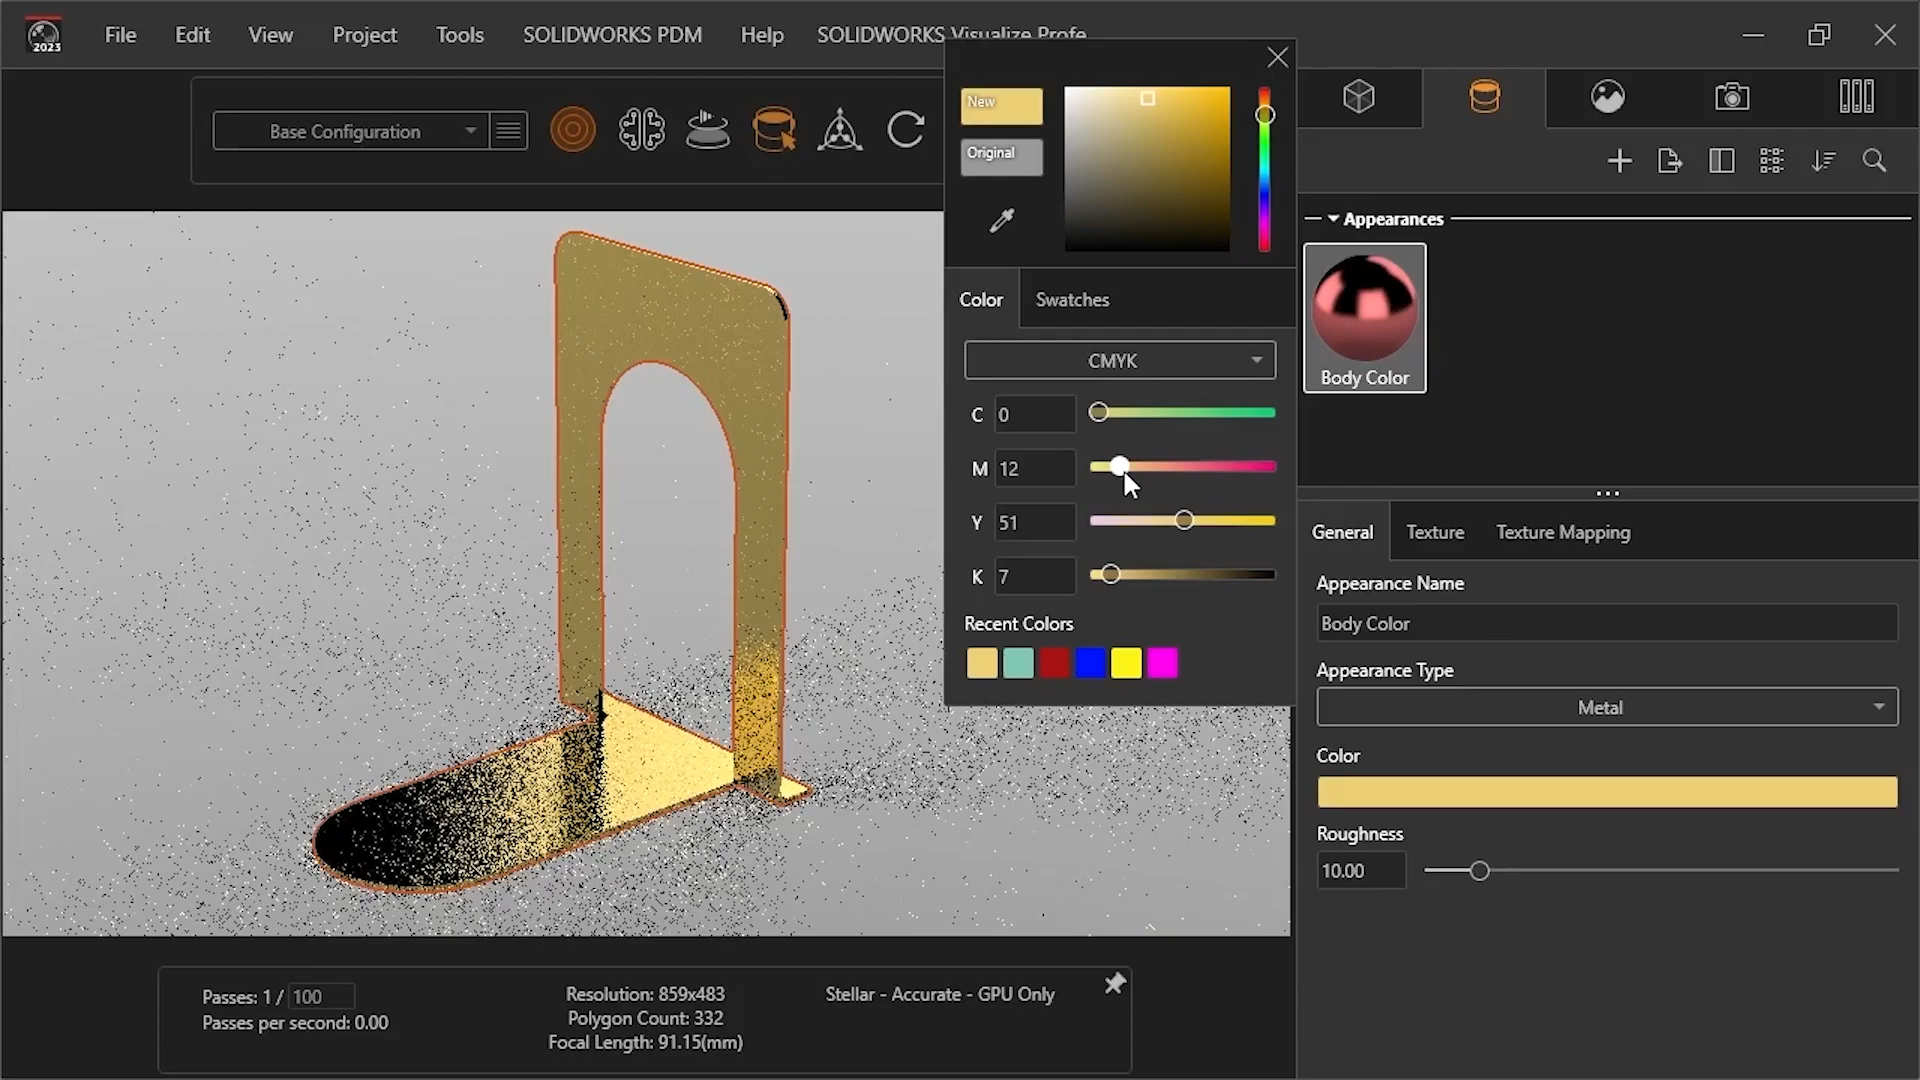 2023
File Edit View Project Tools SOLIDWORKS PDM Help SOLIDWORKS Visualize Profe
Base Configuration
New
Original
Color Swatches
CMYK
C 0
M 12
Y 51
K 7
Recent Colors
Appearances
Body Color
General Texture Texture Mapping
Appearance Name
Body Color
Appearance Type
Metal
Color
Roughness
10.00
Passes: 1 / 100
Passes per second: 0.00
Resolution: 859x483
Polygon Count: 332
Focal Length: 91.15(mm)
Stellar - Accurate - GPU Only